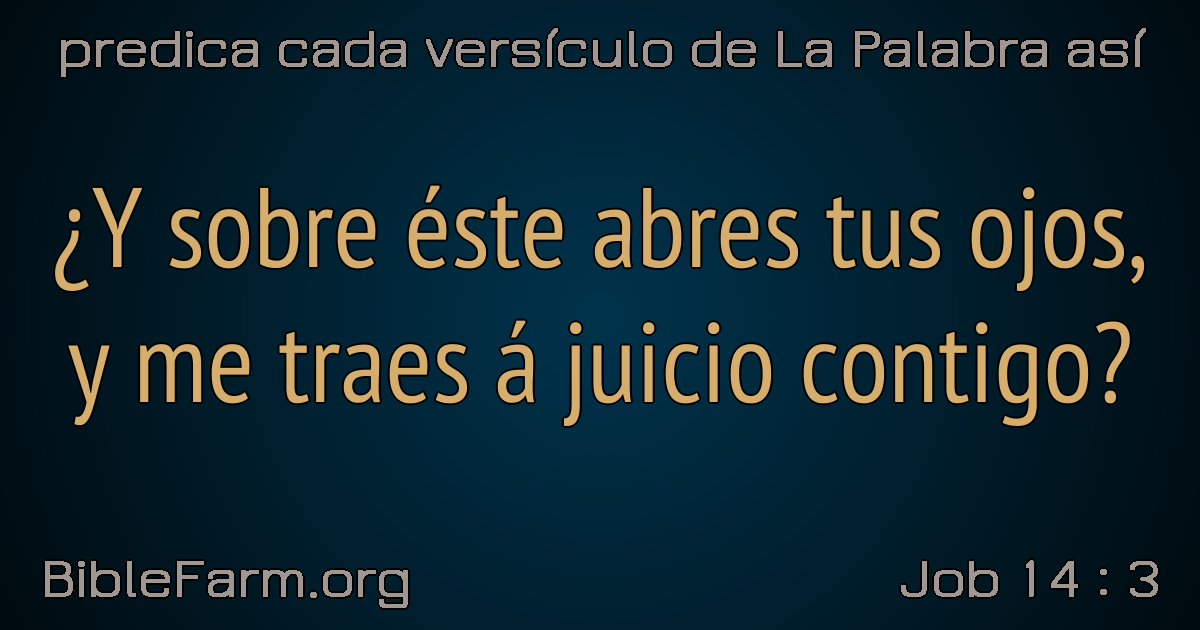 predica cada versículo de La Palabra así
¿Y sobre éste abres tus ojos,
y me traes á juicio contigo?
BibleFarm.org
Job 14 : 3